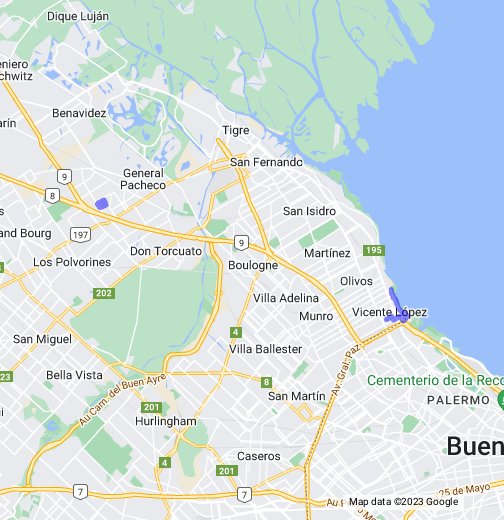 Dique Luján
eniero
schwitz
Benavidez
arín
Tigre
General
Pacheco
San Fernando
9
8
San Isidro
and Bourg
197
9
195
Don Torcuato
Martínez
Los Polvorines
Boulogne
Olivos
202
Villa Adelina
Vicente López
Munro
4
San Miguel
Villa Ballester
Av. Gral. Paz
23
Bella Vista
8
Cementerio de la Reco
Au Cam. del Buen Ayre
San Martín
PALERMO
201
Hurlingham
Buen
Caseros
4
201
7
7
25 de Mayo
Map data ©2023 Google